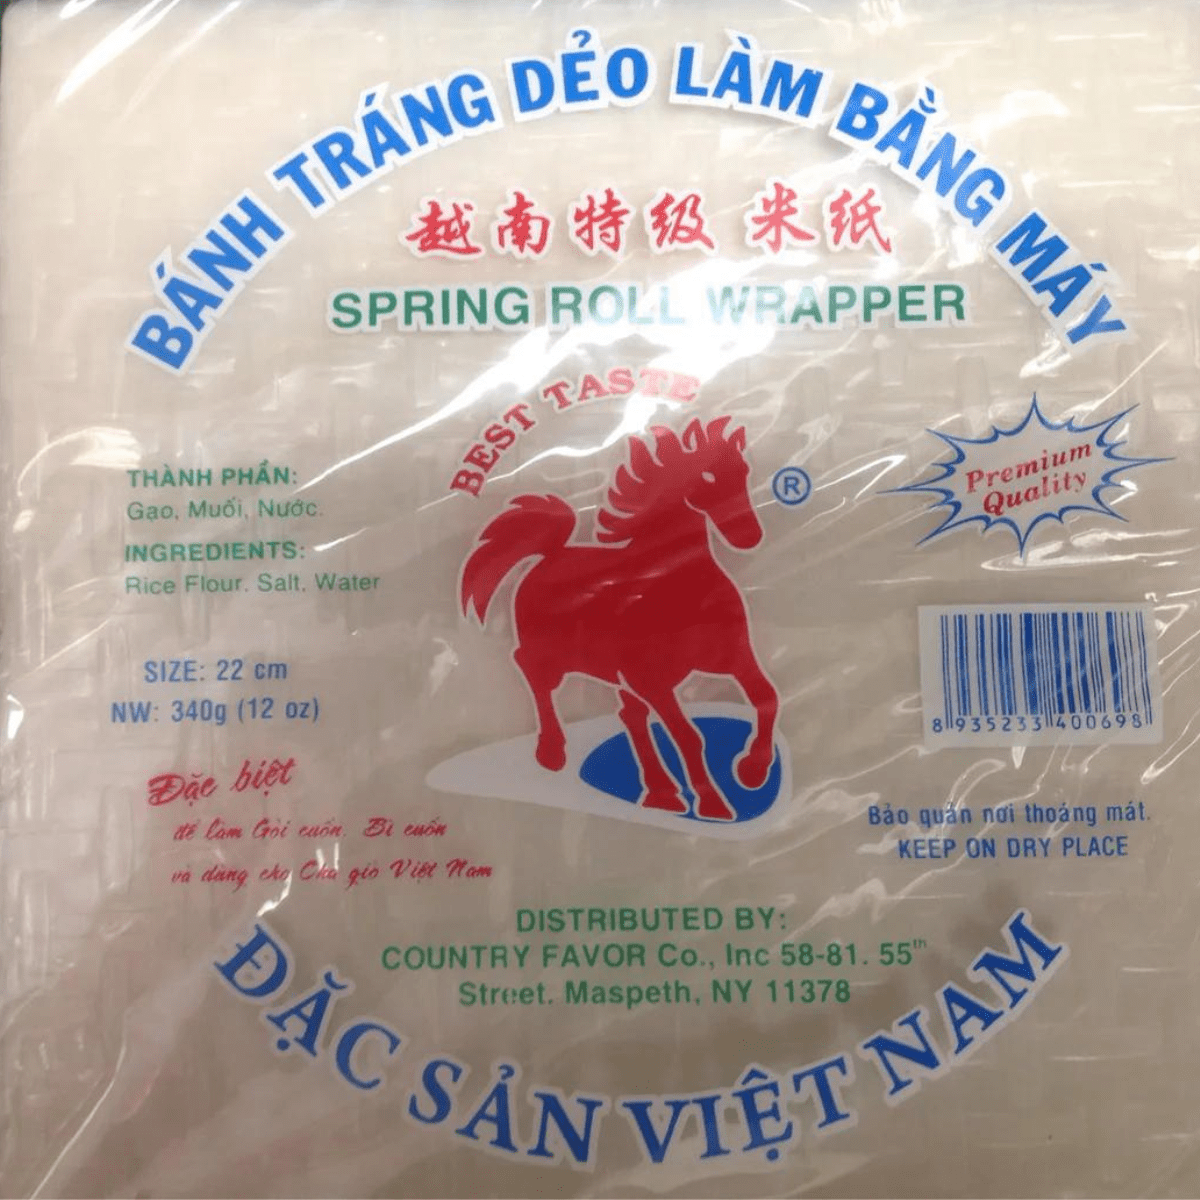 BÁNH TRÁNG DẺO LÀM BẰNG MÁY
越南特级 米纸
SPRING ROLL WRAPPER
BEST TASTE
®
Premium
Quality
THÀNH PHẦN:
Gạo, Muối, Nước.
INGREDIENTS:
Rice Flour, Salt, Water
SIZE: 22 cm
NW: 340g (12 oz)
8 935233 400698
Đặc biệt
để làm Gỏi cuốn, Bì cuốn
và dùng cho Chả giò Việt Nam
Bảo quản nơi thoáng mát.
KEEP ON DRY PLACE
DISTRIBUTED BY:
COUNTRY FAVOR Co., Inc 58-81. 55th
Street. Maspeth, NY 11378
ĐẶC SẢN VIỆT NAM